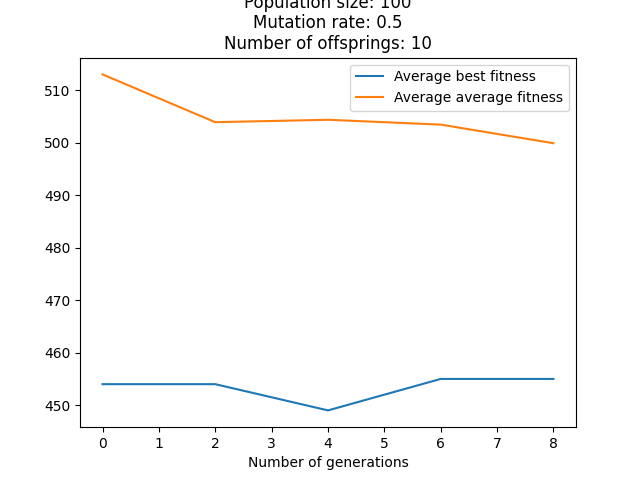 Population size: 100
Mutation rate: 0.5
Number of offsprings: 10
Average best fitness
Average average fitness
510
500
490
480
470
460
450
0 1 2 3 4 5 6 7 8
Number of generations